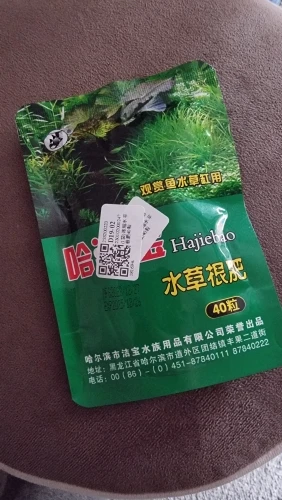 观赏鱼水草缸用
哈
Hajiebao
水草根肥
40粒
哈尔滨市洁宝水族用品有限公司荣誉出品
地址：黑龙江省哈尔滨市道外区团结镇丰果二道街
电话：00（86）-（0）451-87840111 87840222
D19-02